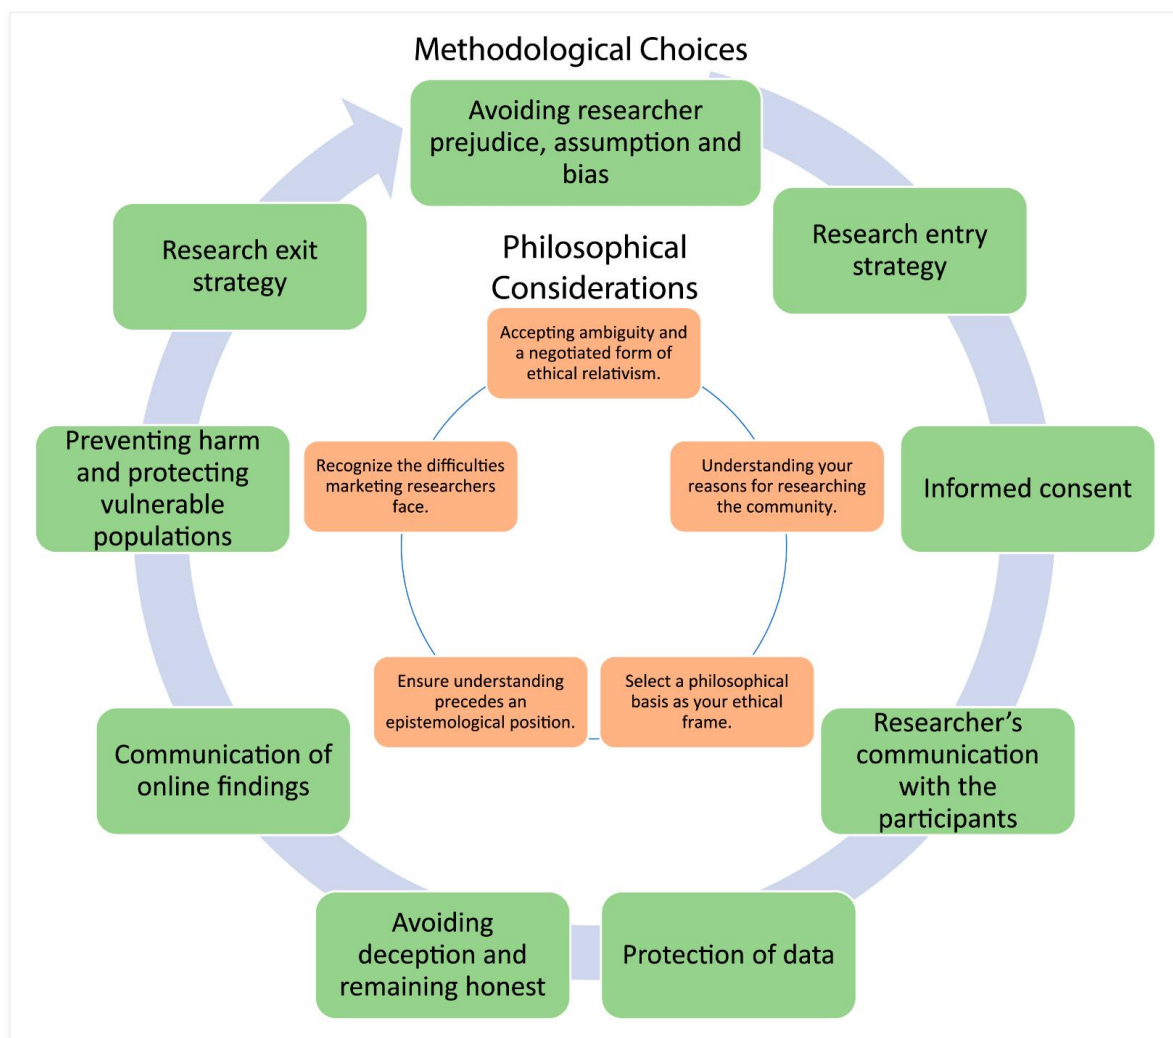 Methodological Choices
Avoiding researcher
prejudice, assumption and
bias
Research entry
strategy
Informed consent
Researcher’s
communication
with the
participants
Protection of data
Avoiding
deception and
remaining honest
Communication of
online findings
Preventing harm
and protecting
vulnerable
populations
Research exit
strategy
Philosophical
Considerations
Accepting ambiguity and
a negotiated form of
ethical relativism.
Understanding your
reasons for researching
the community.
Select a philosophical
basis as your ethical
frame.
Ensure understanding
precedes an
epistemological position.
Recognize the difficulties
marketing researchers
face.